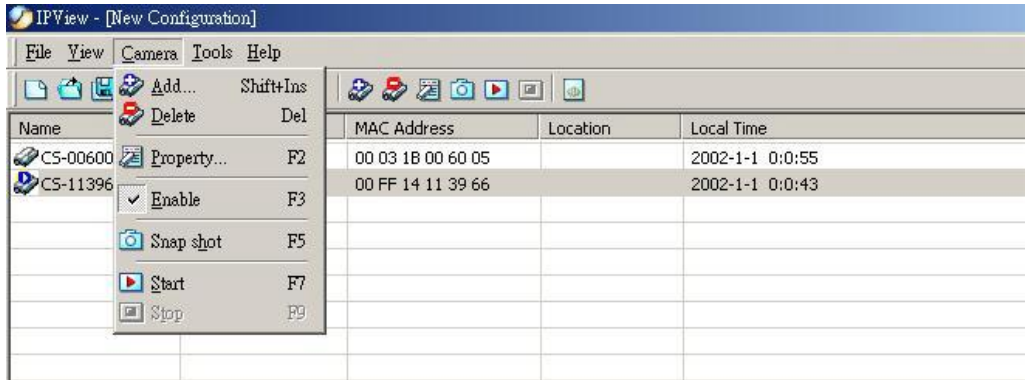 IPView - [New Configuration]
File View Camera Tools Help
Add... Shift+Ins
Delete Del
Property... F2
Enable F3
Snap shot F5
Start F7
Stop F9
Name MAC Address Location Local Time
CS-00600 00 03 1B 00 60 05 2002-1-1 0:0:55
CS-11396 00 FF 14 11 39 66 2002-1-1 0:0:43